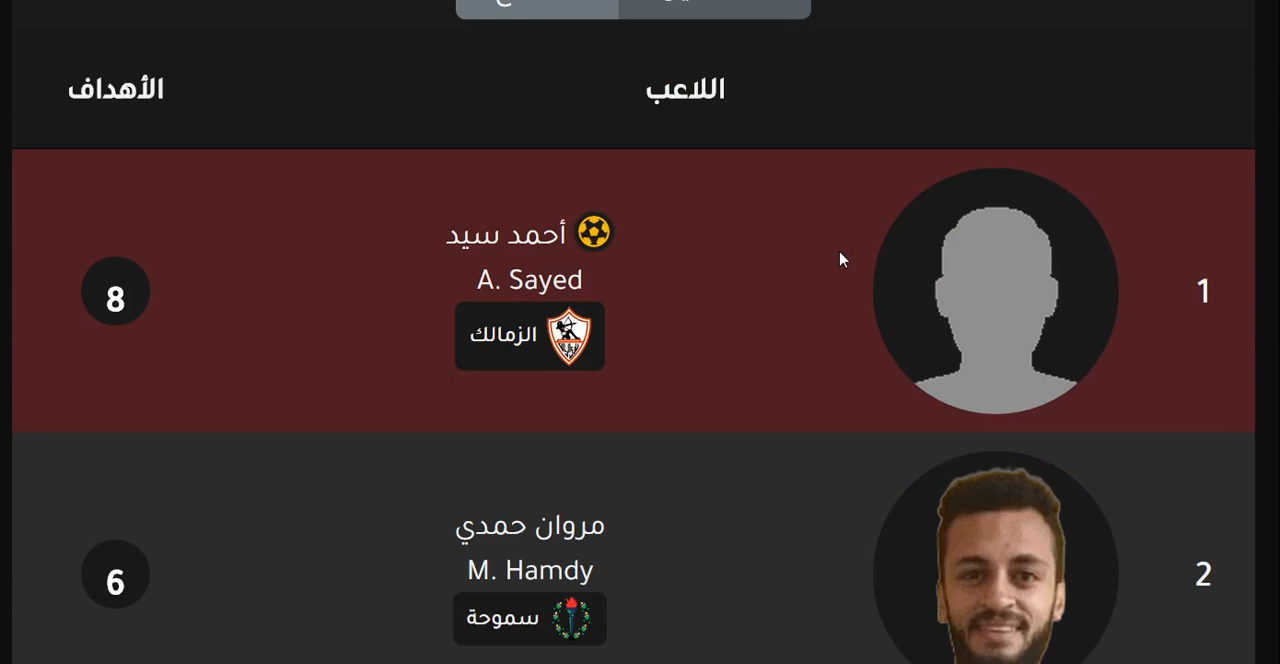 اللاعب
الأهداف
1
أحمد سيد
A. Sayed
الزمالك
8
2
مروان حمدي
M. Hamdy
سموحة
6